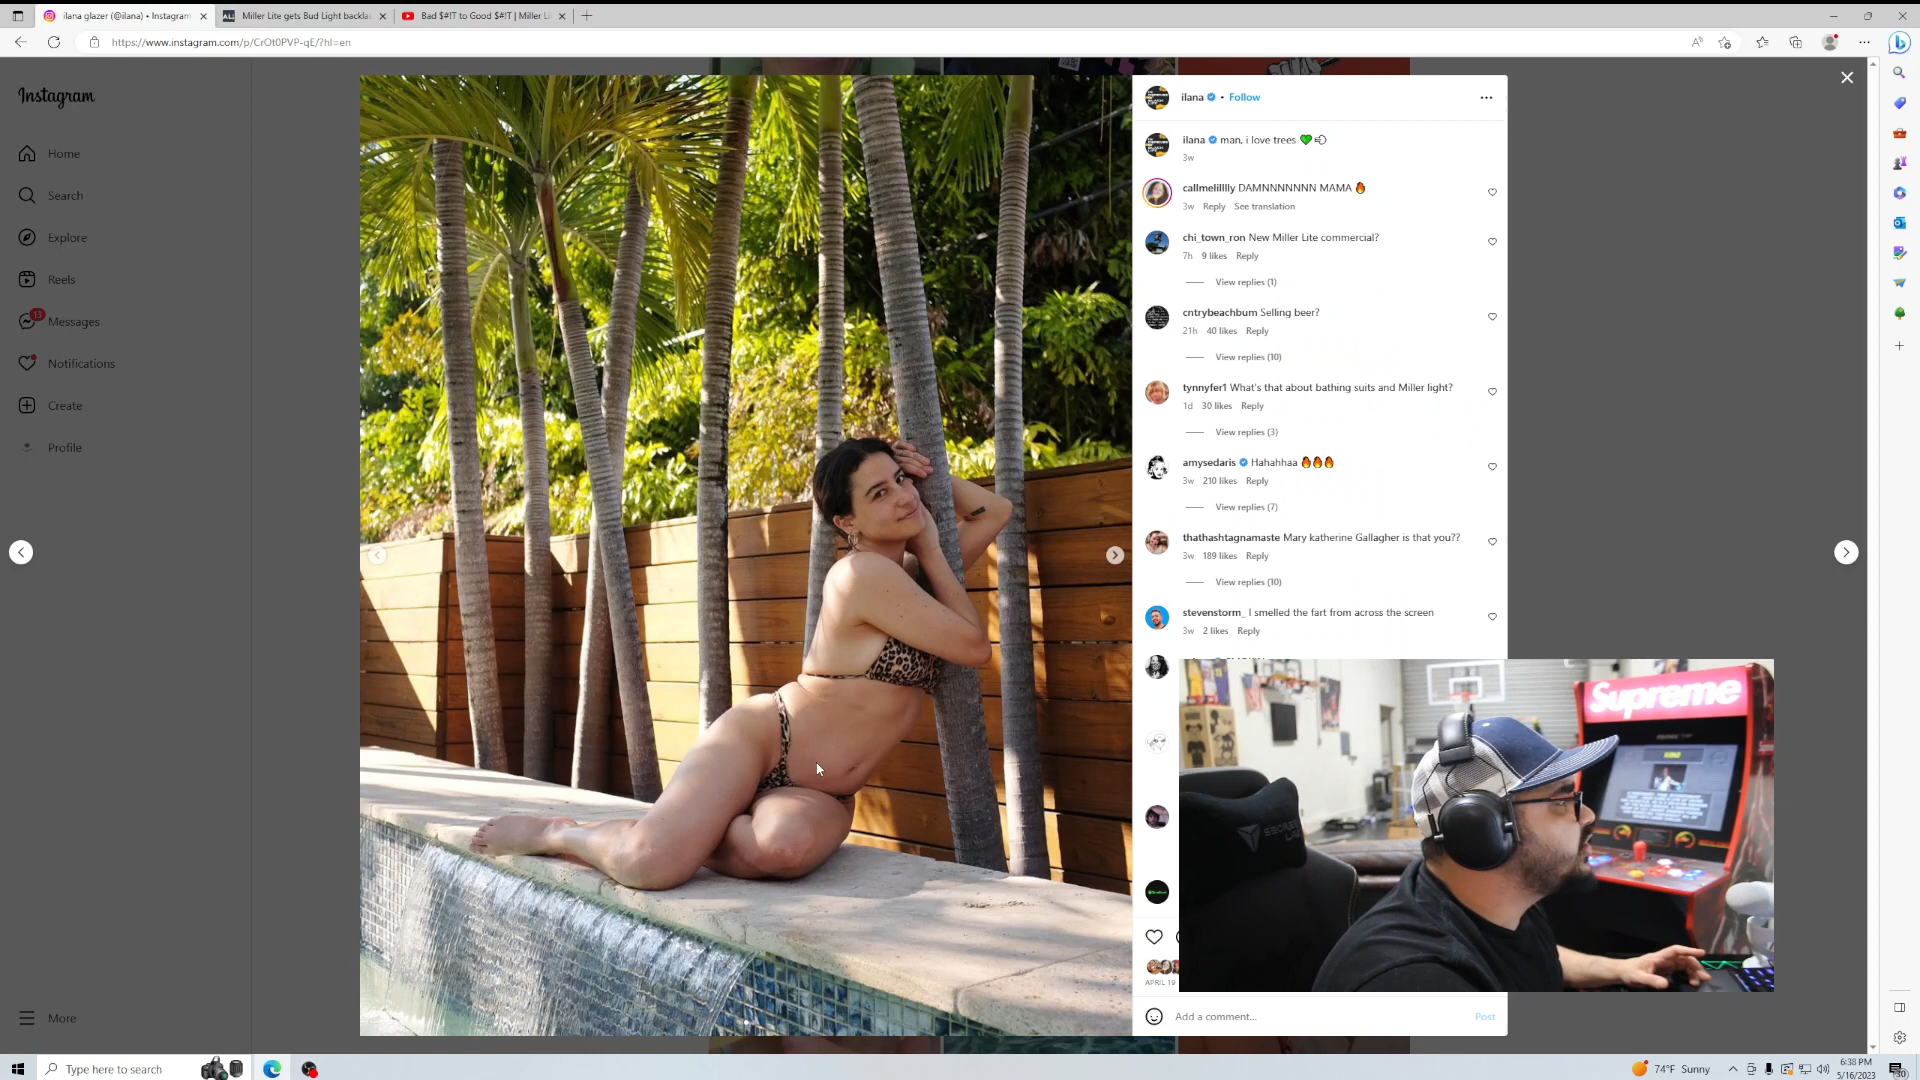 ilana glazer (@ilana) • Instagram
Miller Lite gets Bud Light backlas
Bad $#!T to Good $#!T | Miller Li
https://www.instagram.com/p/CrOt0PVP-qE/?hl=en
Instagram
Home
Search
Explore
Reels
13
Messages
Notifications
Create
Profile
More
ilana • Follow
ilana man, i love trees
3w
callmelilllly DAMNNNNNNN MAMA
3w Reply See translation
chi_town_ron New Miller Lite commercial?
7h 9 likes Reply
View replies (1)
cntrybeachbum Selling beer?
21h 40 likes Reply
View replies (10)
tynnyfer1 What's that about bathing suits and Miller light?
1d 30 likes Reply
View replies (3)
amysedaris Hahahhaa
3w 210 likes Reply
View replies (7)
thathashtagnamaste Mary katherine Gallagher is that you??
3w 189 likes Reply
View replies (10)
stevenstorm_ I smelled the fart from across the screen
3w 2 likes Reply
Supreme
APRIL 19
Add a comment...
Post
Type here to search
74°F Sunny
6:38 PM
5/16/2023
30